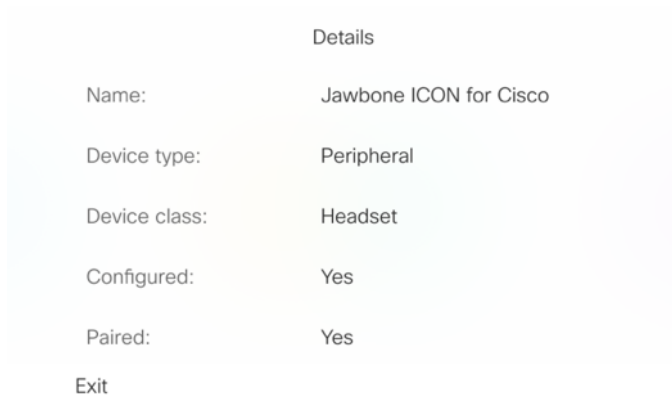 Details
Name: Jawbone ICON for Cisco
Device type: Peripheral
Device class: Headset
Configured: Yes
Paired: Yes
Exit